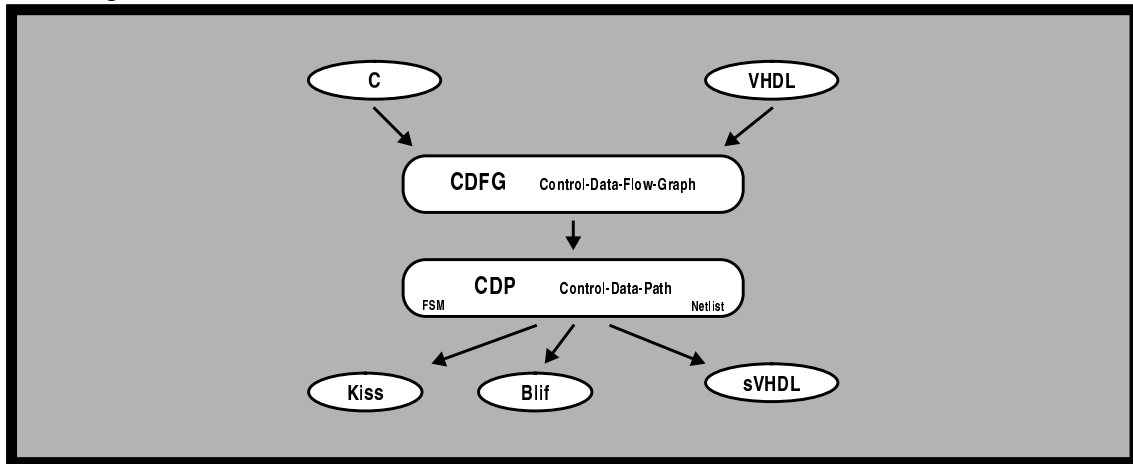 C
VHDL
CDFG Control-Data-Flow-Graph
CDP Control-Data-Path
FSM
Netlist
Kiss
Blif
sVHDL